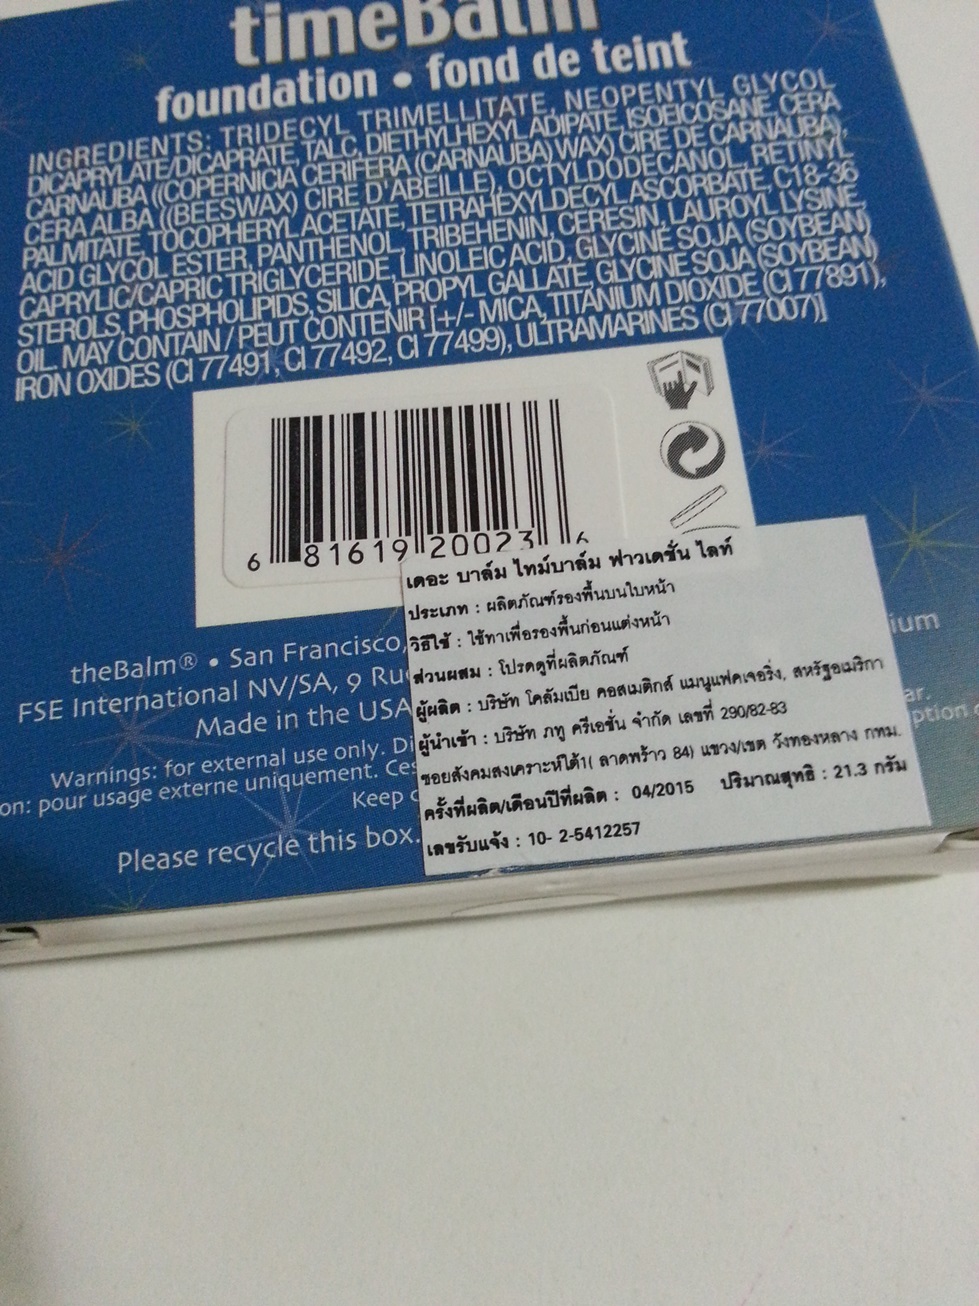 timeBalm
foundation • fond de teint
INGREDIENTS: TRIDECYL TRIMELLITATE, NEOPENTYL GLYCOL
DICAPRYLATE/DICAPRATE, TALC, DIETHYLHEXYL ADIPATE, ISOEICOSANE, CERA
CARNAUBA ((COPERNICIA CERIFERA (CARNAUBA) WAX) CIRE DE CARNAUBA),
CERA ALBA ((BEESWAX) CIRE D'ABEILLE), OCTYLDODECANOL, RETINYL
PALMITATE, TOCOPHERYL ACETATE, TETRAHEXYLDECYL ASCORBATE, C18-36
ACID GLYCOL ESTER, PANTHENOL, TRIBEHENIN, CERESIN, LAUROYL LYSINE,
CAPRYLIC/CAPRIC TRIGLYCERIDE, LINOLEIC ACID, GLYCINE SOJA (SOYBEAN)
STEROLS, PHOSPHOLIPIDS, SILICA, PROPYL GALLATE, GLYCINE SOJA (SOYBEAN)
OIL. MAY CONTAIN / PEUT CONTENIR [+/- MICA, TITANIUM DIOXIDE (CI 77891),
IRON OXIDES (CI 77491, CI 77492, CI 77499), ULTRAMARINES (CI 77007)]
6 81619 20023 6
theBalm® • San Francisco,
FSE International NV/SA, 9 Ru
ium
Made in the USA
Warnings: for external use only. Di
ar.
on: pour usage externe uniquement. Ces
ption
Keep
Please recycle this box.
เดอะ บาล์ม ไทม์บาล์ม ฟาวเดชั่น ไลท์
ประเภท : ผลิตภัณฑ์รองพื้นบนใบหน้า
วิธีใช้ : ใช้ทาเพื่อรองพื้นก่อนแต่งหน้า
ส่วนผสม : โปรดดูที่ผลิตภัณฑ์
ผู้ผลิต : บริษัท โคลัมเบีย คอสเมติกส์ แมนูแฟคเจอริ่ง, สหรัฐอเมริกา
ผู้นำเข้า : บริษัท ภทู ครีเอชั่น จำกัด เลขที่ 290/82-83
ซอยสังคมสงเคราะห์ใต้1( ลาดพร้าว 84) แขวง/เขต วังทองหลาง กทม.
ครั้งที่ผลิต/เดือนปีที่ผลิต : 04/2015 ปริมาณสุทธิ : 21.3 กรัม
เลขรับแจ้ง : 10- 2-5412257